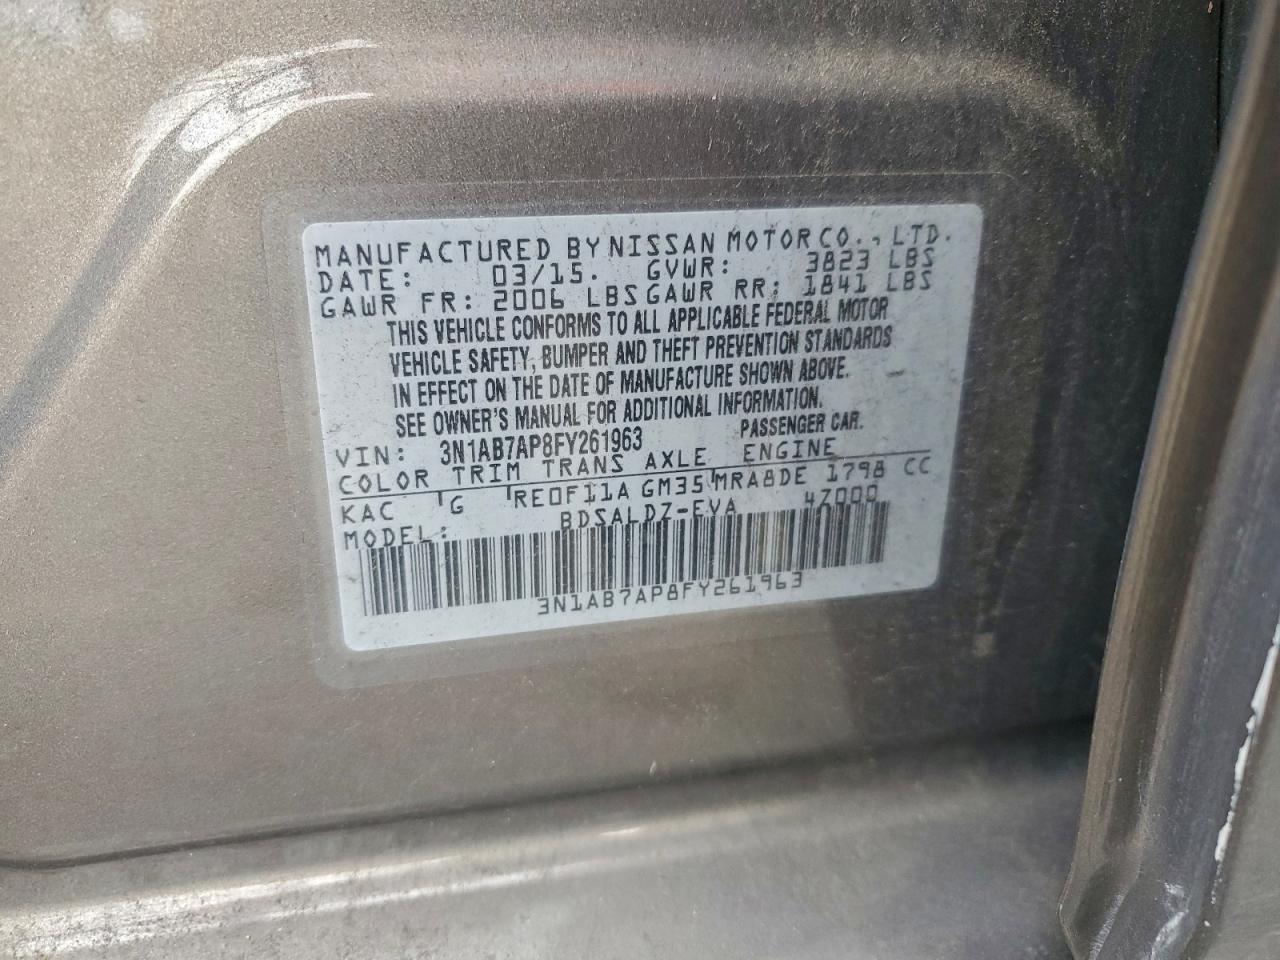 MANUFACTURED BY NISSAN MOTOR CO., LTD.
DATE: 03/15. GVWR: 3823 LBS
GAWR FR: 2006 LBS GAWR RR: 1841 LBS
THIS VEHICLE CONFORMS TO ALL APPLICABLE FEDERAL MOTOR
VEHICLE SAFETY, BUMPER AND THEFT PREVENTION STANDARDS
IN EFFECT ON THE DATE OF MANUFACTURE SHOWN ABOVE.
SEE OWNER'S MANUAL FOR ADDITIONAL INFORMATION.
VIN: 3N1AB7AP8FY261963 PASSENGER CAR.
COLOR TRIM TRANS AXLE ENGINE
KAC G RE0F11A GM35 MRA8DE 1798 CC
MODEL: BDSALDZ-EVA 4Z000
3N1AB7AP8FY261963